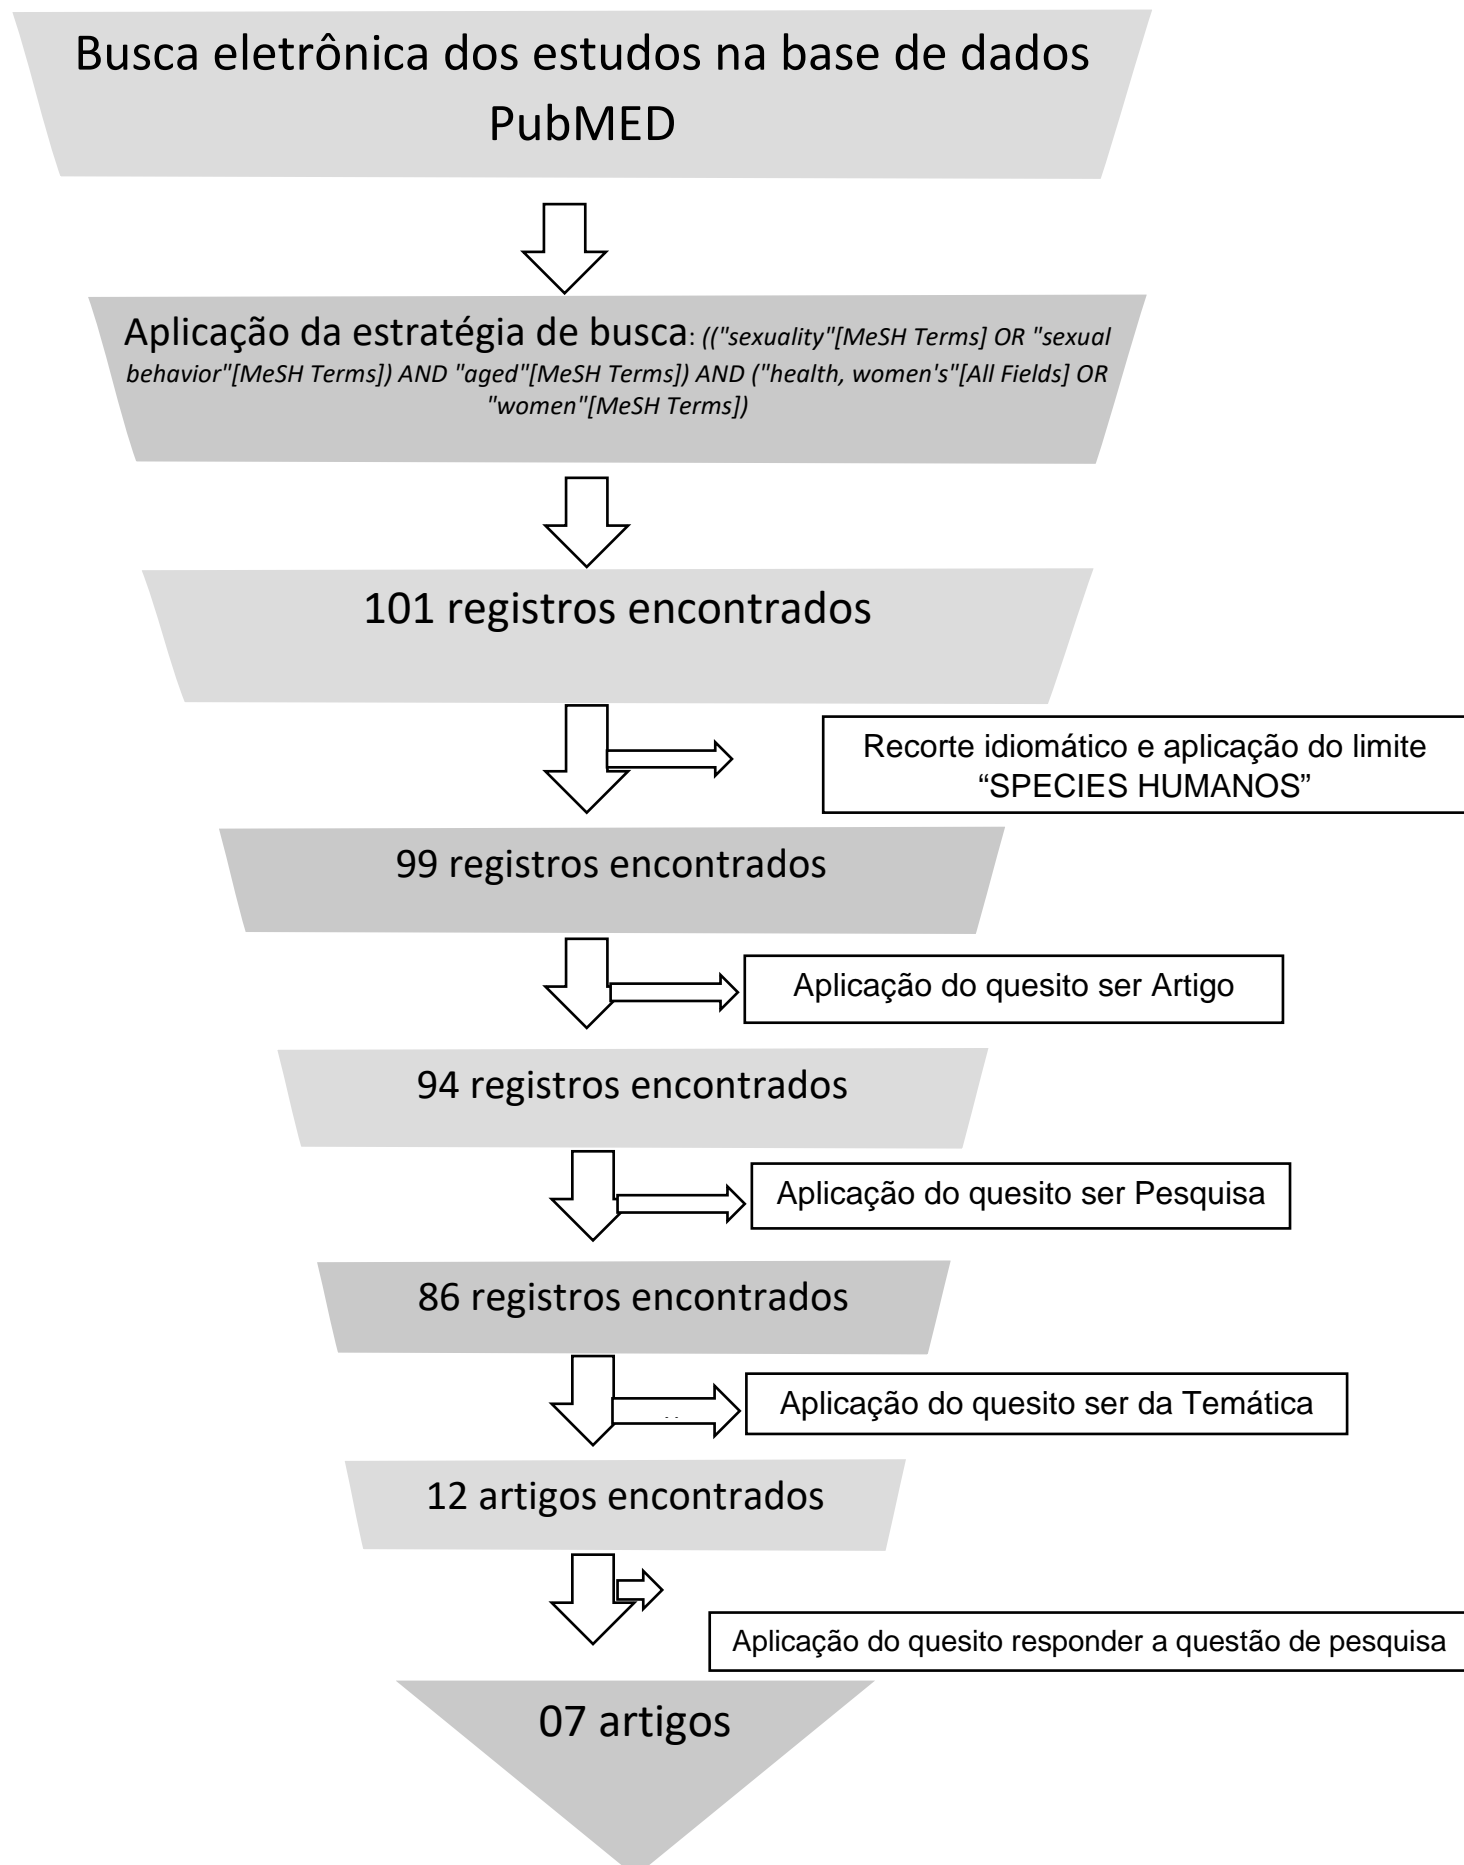 Busca eletrônica dos estudos na base de dados
PubMED
Aplicação da estratégia de busca: (("sexuality"[MeSH Terms] OR "sexual
behavior"[MeSH Terms]) AND "aged"[MeSH Terms]) AND ("health, women's"[All Fields] OR
"women"[MeSH Terms])
101 registros encontrados
Recorte idiomático e aplicação do limite
“SPECIES HUMANOS”
99 registros encontrados
Aplicação do quesito ser Artigo
94 registros encontrados
Aplicação do quesito ser Pesquisa
86 registros encontrados
Aplicação do quesito ser da Temática
12 artigos encontrados
Aplicação do quesito responder a questão de pesquisa
07 artigos